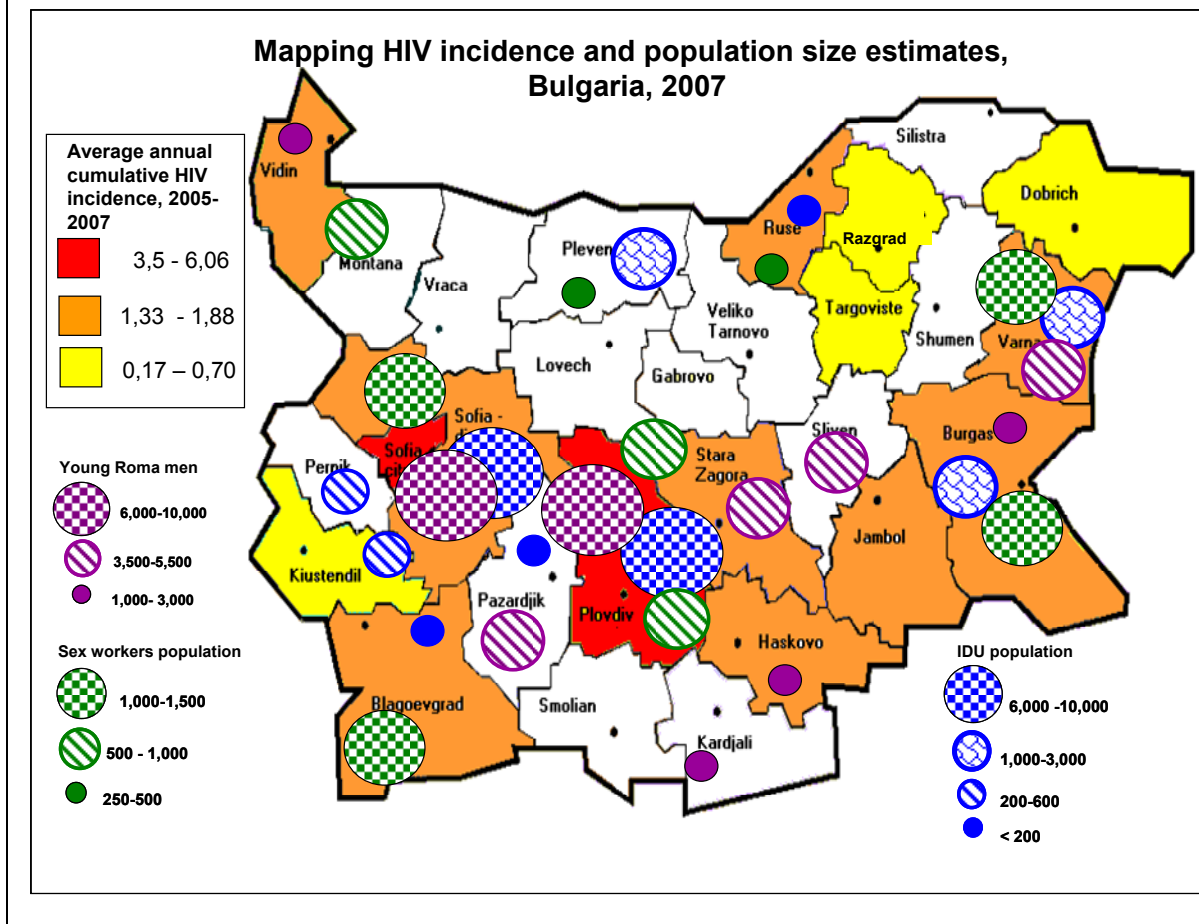 Mapping HIV incidence and population size estimates,
Bulgaria, 2007
Average annual
cumulative HIV
incidence, 2005-
2007
3,5 - 6,06
1,33 - 1,88
0,17 – 0,70
Young Roma men
6,000-10,000
3,500-5,500
1,000- 3,000
Sex workers population
1,000-1,500
500 - 1,000
250-500
IDU population
6,000 -10,000
1,000-3,000
200-600
< 200
Vidin
Montana
Vraca
Pleven
Lovech
Veliko
Tarnovo
Gabrovo
Ruse
Silistra
Razgrad
Dobrich
Targoviste
Shumen
Varna
Sofia -
Sofia
Pernik
Kiustendil
Stara
Zagora
Sliven
Burgas
Jambol
Pazardjik
Plovdiv
Haskovo
Blagoevgrad
Smolian
Kardjali